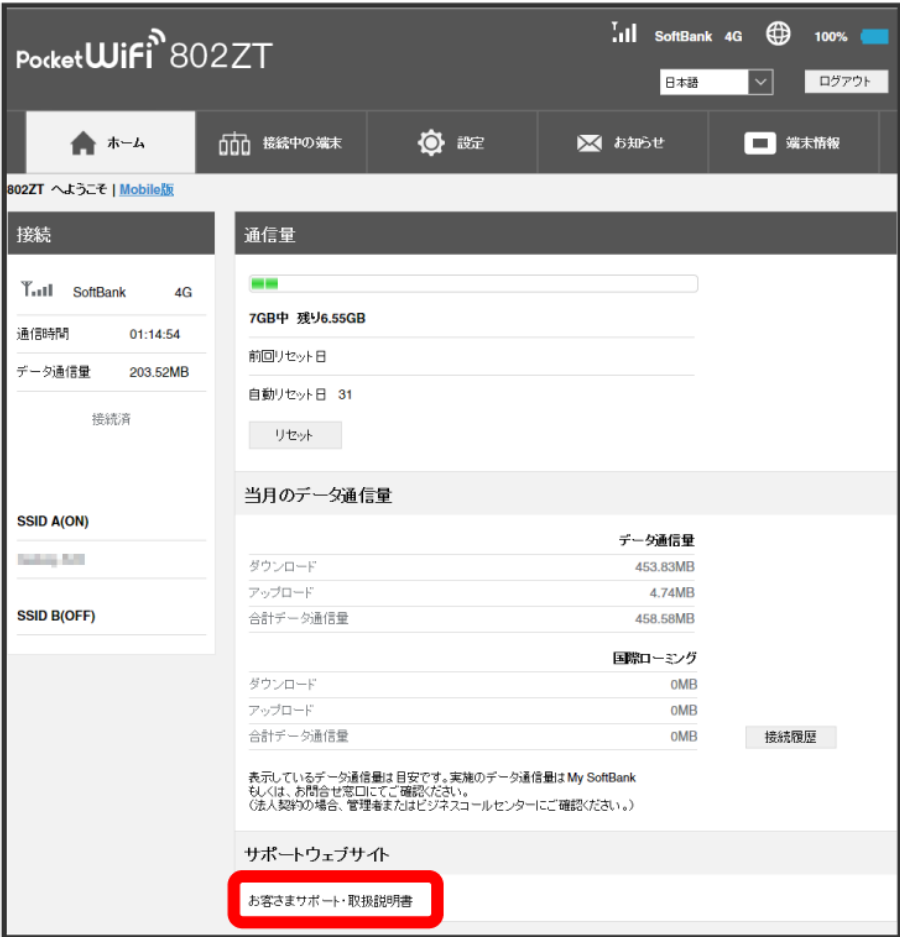 Pocket WiFi 802ZT
SoftBank 4G 100%
日本語 ログアウト
ホーム 接続中の端末 設定 お知らせ 端末情報
802ZT へようこそ | Mobile版
接続
SoftBank 4G
通信時間 01:14:54
データ通信量 203.52MB
接続済
SSID A(ON)
SSID B(OFF)
通信量
7GB中 残り6.55GB
前回リセット日
自動リセット日 31
リセット
当月のデータ通信量
データ通信量
ダウンロード 453.83MB
アップロード 4.74MB
合計データ通信量 458.58MB
国際ローミング
ダウンロード 0MB
アップロード 0MB
合計データ通信量 0MB
接続履歴
表示しているデータ通信量は目安です。実施のデータ通信量は My SoftBank
もしくは、お問合せ窓口にてご確認ください。
（法人契約の場合、管理者またはビジネスコールセンターにご確認ください。）
サポートウェブサイト
お客さまサポート・取扱説明書